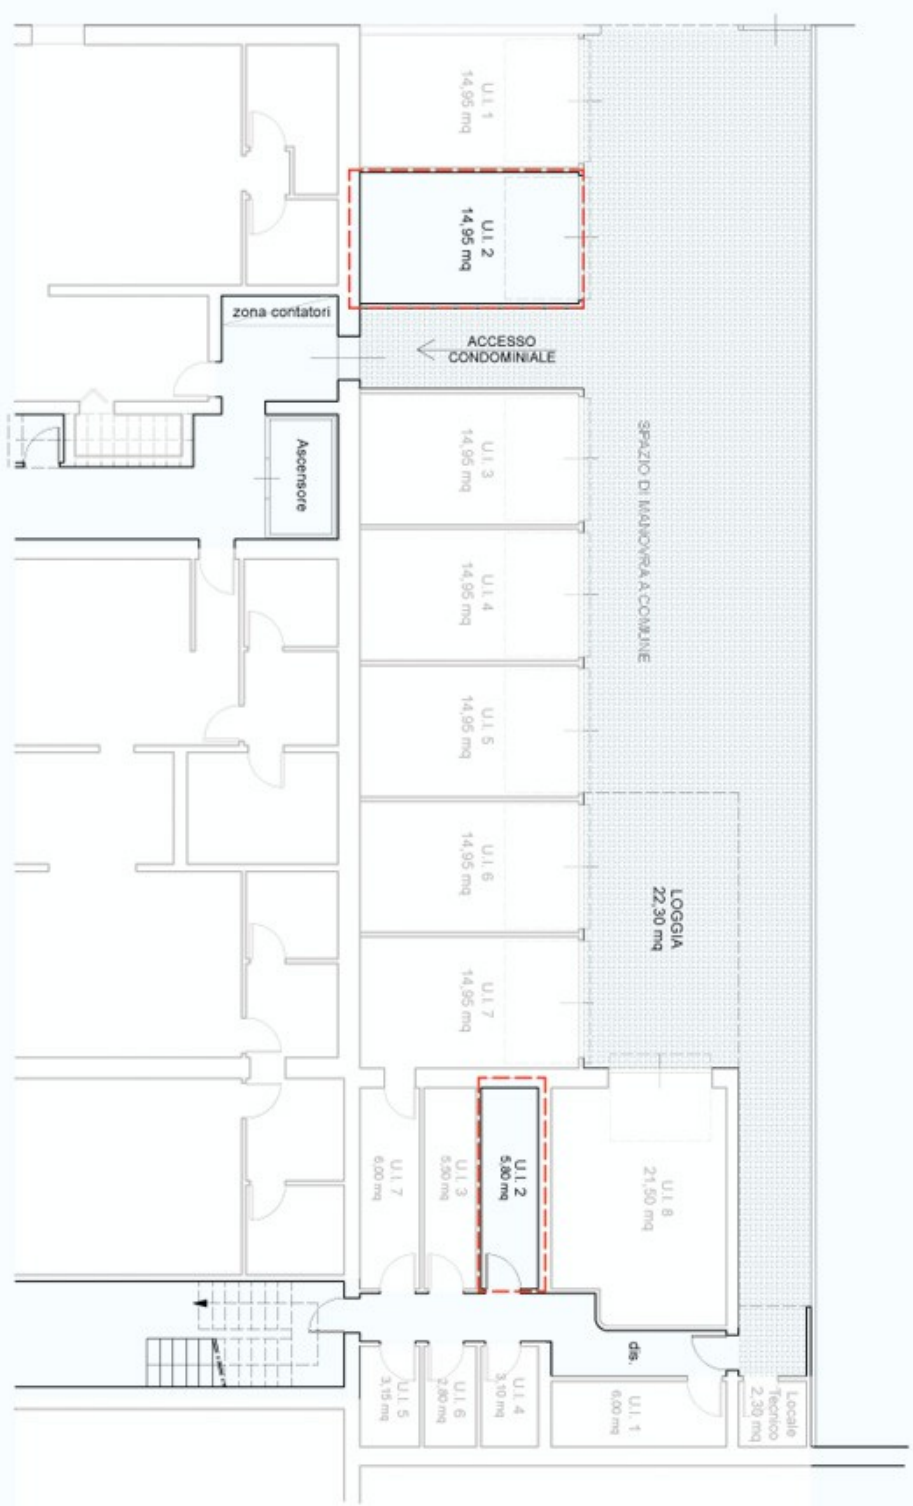 U.I. 1
14,95 mq
U.I. 2
14,95 mq
zona contatori
ACCESSO
CONDOMINIALE
Ascensore
U.I. 3
14,95 mq
SPAZIO DI MANOVRA A COMUNE
U.I. 4
14,95 mq
U.I. 5
14,95 mq
U.I. 6
14,95 mq
LOGGIA
22,30 mq
U.I. 7
14,95 mq
U.I. 7
6,00 mq
U.I. 3
5,50 mq
U.I. 2
5,80 mq
U.I. 8
21,50 mq
dis.
U.I. 5
3,15 mq
U.I. 6
2,80 mq
U.I. 4
3,10 mq
U.I. 1
6,00 mq
Locale
Tecnico
2,30 mq